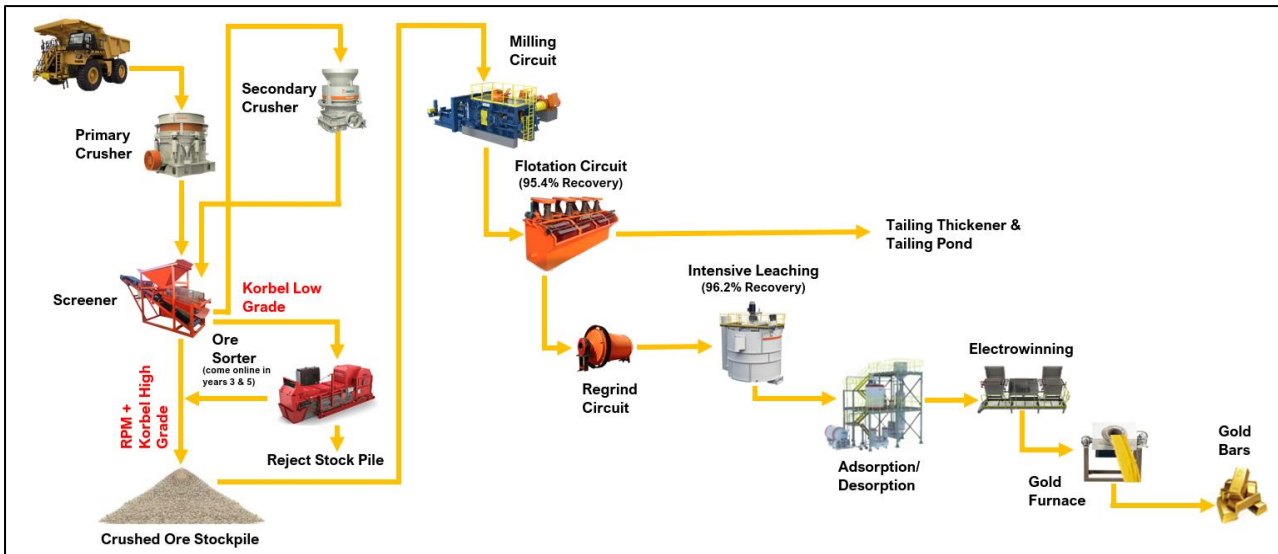 Primary
Crusher
Secondary
Crusher
Milling
Circuit
Flotation Circuit
(95.4% Recovery)
Tailing Thickener &
Tailing Pond
Screener
Korbel Low
Grade
Ore
Sorter
(come online in
years 3 & 5)
RPM +
Korbel High
Grade
Reject Stock Pile
Crushed Ore Stockpile
Regrind
Circuit
Intensive Leaching
(96.2% Recovery)
Adsorption/
Desorption
Electrowinning
Gold
Furnace
Gold
Bars